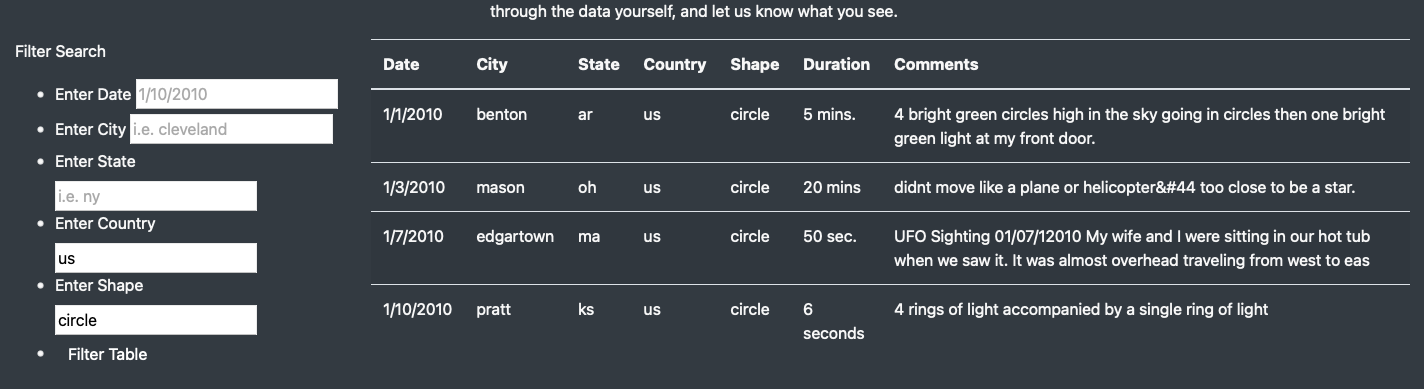 through the data yourself, and let us know what you see.
Filter Search
Enter Date 1/10/2010
Enter City i.e. cleveland
Enter State
i.e. ny
Enter Country
us
Enter Shape
circle
Filter Table
Date City State Country Shape Duration Comments
1/1/2010 benton ar us circle 5 mins. 4 bright green circles high in the sky going in circles then one bright
green light at my front door.
1/3/2010 mason oh us circle 20 mins didnt move like a plane or helicopter&#44 too close to be a star.
1/7/2010 edgartown ma us circle 50 sec. UFO Sighting 01/07/12010 My wife and I were sitting in our hot tub
when we saw it. It was almost overhead traveling from west to eas
1/10/2010 pratt ks us circle 6 4 rings of light accompanied by a single ring of light
seconds